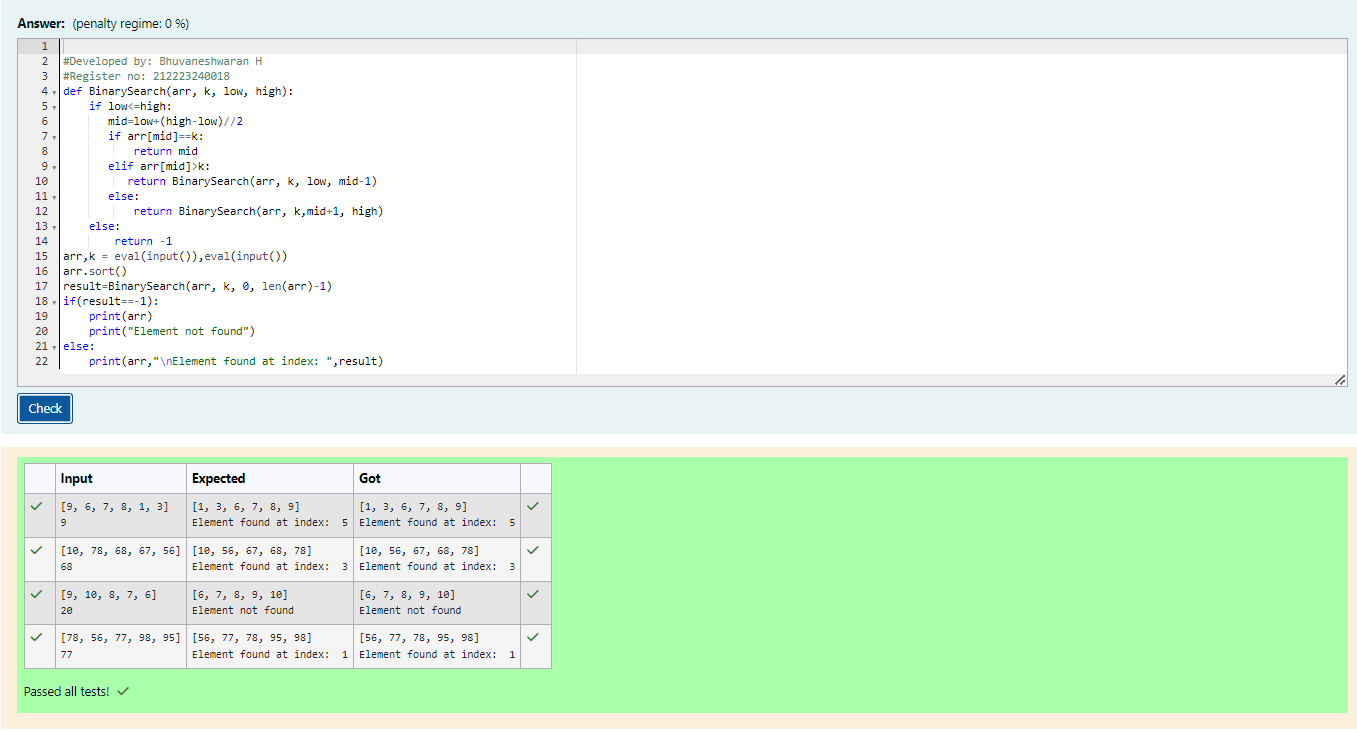 Answer: (penalty regime: 0 %)
1
2 #Developed by: Bhuvaneshwaran H
3 #Register no: 212223240018
4 def BinarySearch(arr, k, low, high):
5     if low<=high:
6        mid=low+(high-low)//2
7        if arr[mid]==k:
8            return mid
9        elif arr[mid]>k:
10           return BinarySearch(arr, k, low, mid-1)
11        else:
12            return BinarySearch(arr, k,mid+1, high)
13     else:
14         return -1
15 arr,k = eval(input()),eval(input())
16 arr.sort()
17 result=BinarySearch(arr, k, 0, len(arr)-1)
18 if(result==-1):
19     print(arr)
20     print("Element not found")
21 else:
22     print(arr,"\nElement found at index: ",result)
Check
Input Expected Got
[9, 6, 7, 8, 1, 3] [1, 3, 6, 7, 8, 9] [1, 3, 6, 7, 8, 9]
9 Element found at index:  5 Element found at index:  5
[10, 78, 68, 67, 56] [10, 56, 67, 68, 78] [10, 56, 67, 68, 78]
68 Element found at index:  3 Element found at index:  3
[9, 10, 8, 7, 6] [6, 7, 8, 9, 10] [6, 7, 8, 9, 10]
20 Element not found Element not found
[78, 56, 77, 98, 95] [56, 77, 78, 95, 98] [56, 77, 78, 95, 98]
77 Element found at index:  1 Element found at index:  1
Passed all tests!